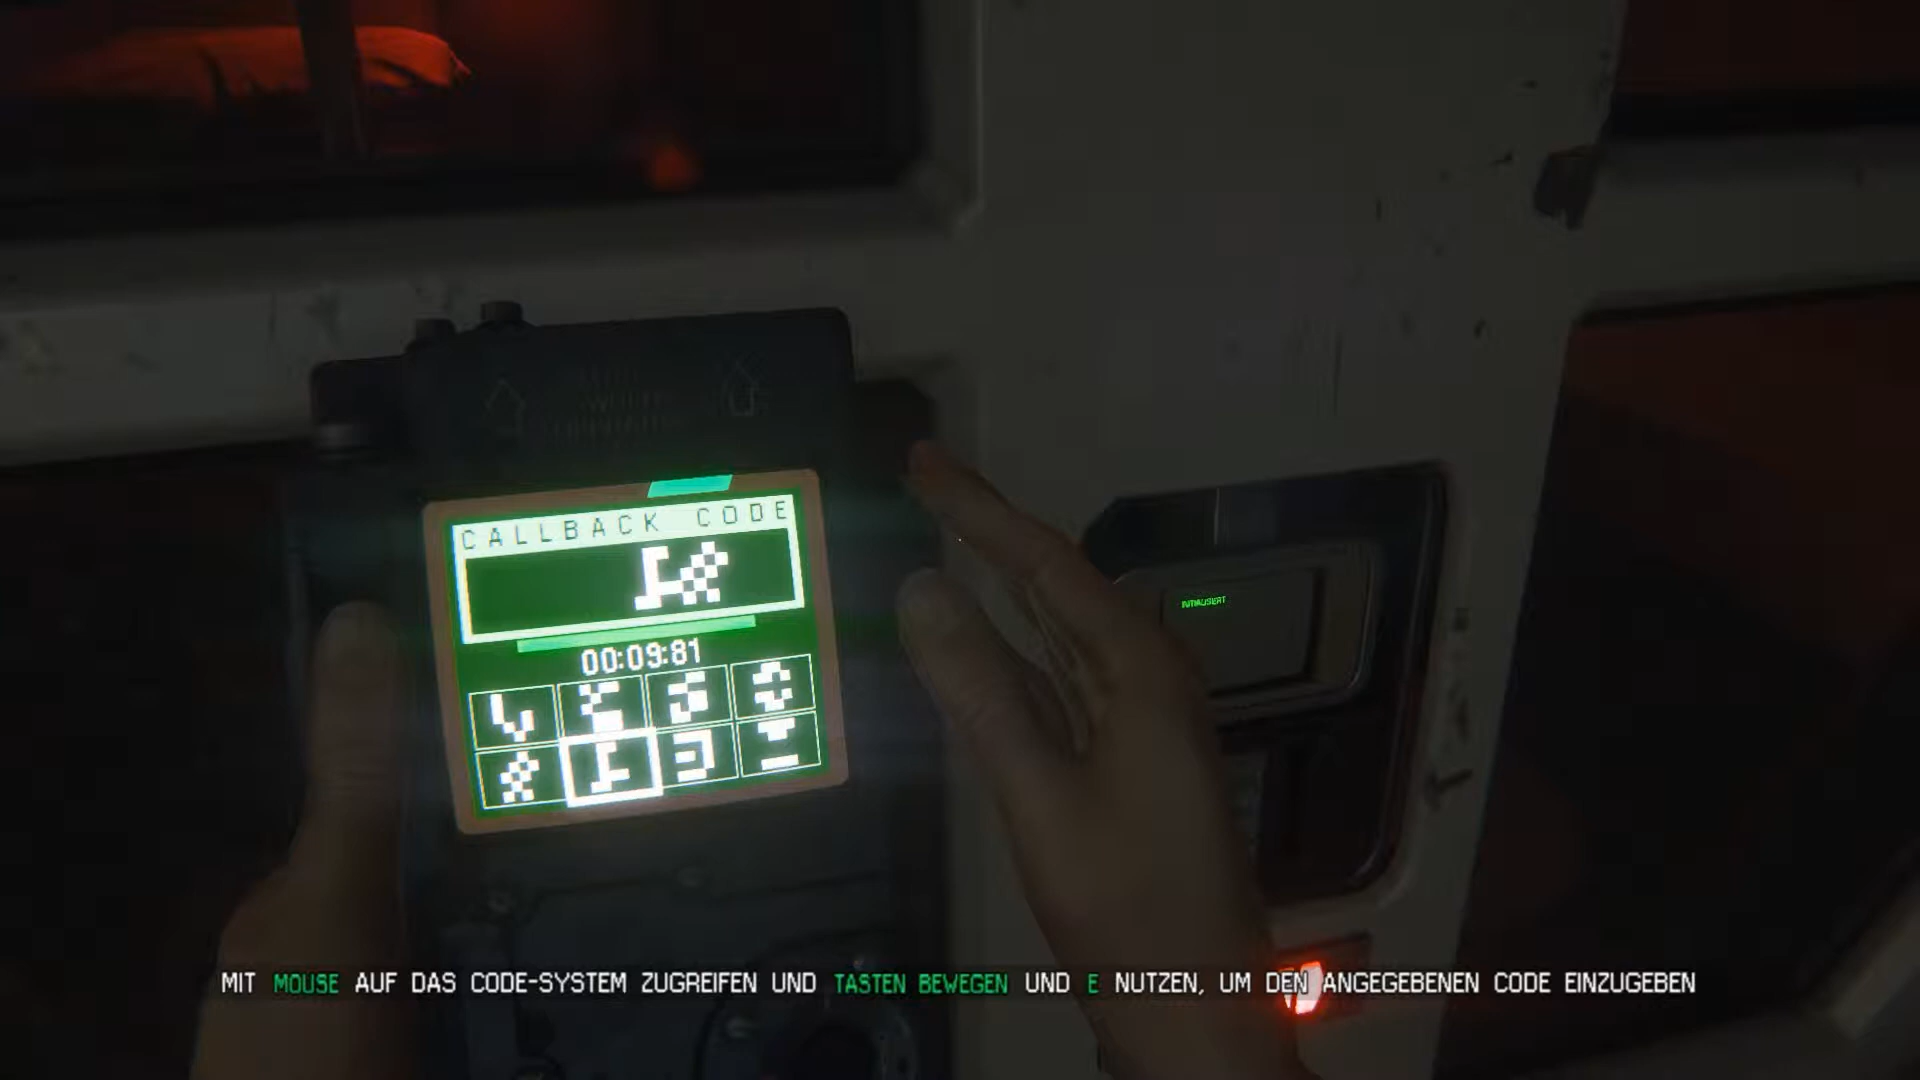 CALLBACK CODE
00:09:81
INITIALISIERT
MIT MOUSE AUF DAS CODE-SYSTEM ZUGREIFEN UND TASTEN BEWEGEN UND E NUTZEN, UM DEN ANGEGEBENEN CODE EINZUGEBEN